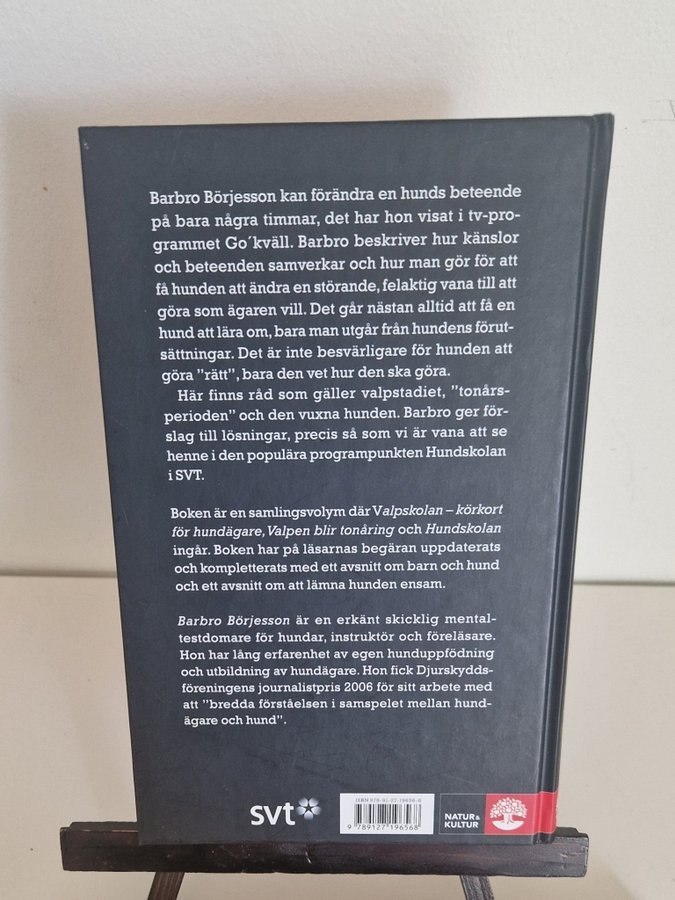 Barbro Börjesson kan förändra en hunds beteende
på bara några timmar, det har hon visat i tv-pro-
grammet Go´kväll. Barbro beskriver hur känslor
och beteenden samverkar och hur man gör för att
få hunden att ändra en störande, felaktig vana till att
göra som ägaren vill. Det går nästan alltid att få en
hund att lära om, bara man utgår från hundens förut-
sättningar. Det är inte besvärligare för hunden att
göra ”rätt”, bara den vet hur den ska göra.
Här finns råd som gäller valpstadiet, ”tonårs-
perioden” och den vuxna hunden. Barbro ger för-
slag till lösningar, precis så som vi är vana att se
henne i den populära programpunkten Hundskolan
i SVT.
Boken är en samlingsvolym där Valpskolan – körkort
för hundägare, Valpen blir tonåring och Hundskolan
ingår. Boken har på läsarnas begäran uppdaterats
och kompletterats med ett avsnitt om barn och hund
och ett avsnitt om att lämna hunden ensam.
Barbro Börjesson är en erkänt skicklig mental-
testdomare för hundar, instruktör och föreläsare.
Hon har lång erfarenhet av egen hunduppfödning
och utbildning av hundägare. Hon fick Djurskydds-
föreningens journalistpris 2006 för sitt arbete med
att ”bredda förståelsen i samspelet mellan hund-
ägare och hund”.
svt
ISBN 978-91-27-19656-8
9 789127 196568
NATUR &
KULTUR